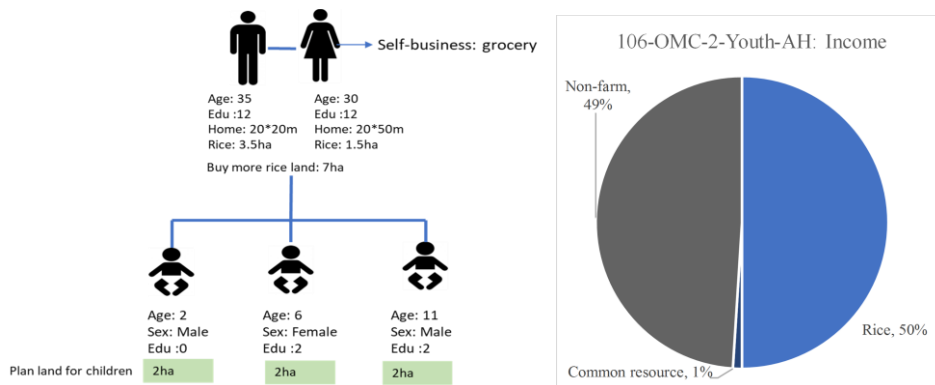 Self-business: grocery
Age: 35
Edu :12
Home: 20*20m
Rice: 3.5ha
Age: 30
Edu :12
Home: 20*50m
Rice: 1.5ha
Buy more rice land: 7ha
Age: 2
Sex: Male
Edu :0
Age: 6
Sex: Female
Edu :2
Age: 11
Sex: Male
Edu :2
Plan land for children
2ha
2ha
2ha
106-OMC-2-Youth-AH: Income
Non-farm,
49%
Rice, 50%
Common resource, 1%